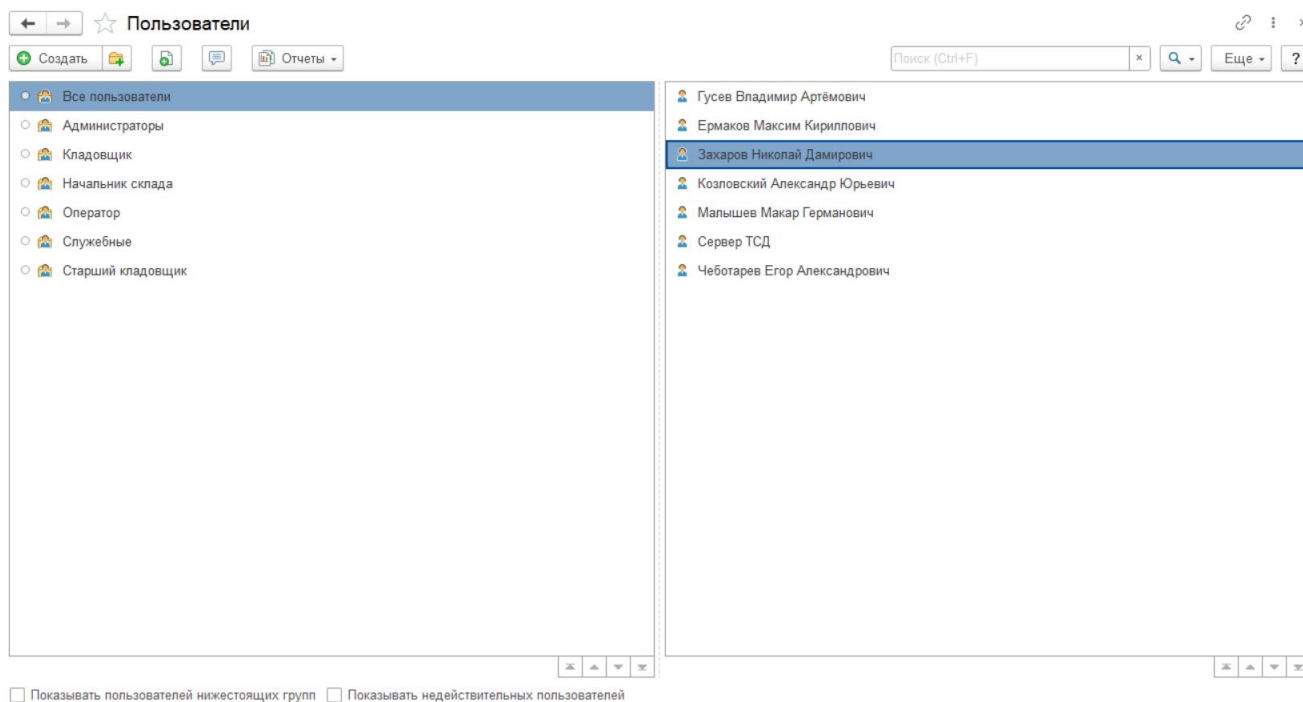 Пользователи
Создать
Отчеты
Поиск (Ctrl+F)
×
Еще
?
Все пользователи
Администраторы
Кладовщик
Начальник склада
Оператор
Служебные
Старший кладовщик
Гусев Владимир Артёмович
Ермаков Максим Кириллович
Захаров Николай Дамирович
Козловский Александр Юрьевич
Малышев Макар Германович
Сервер ТСД
Чеботарев Егор Александрович
Показывать пользователей нижестоящих групп
Показывать недействительных пользователей